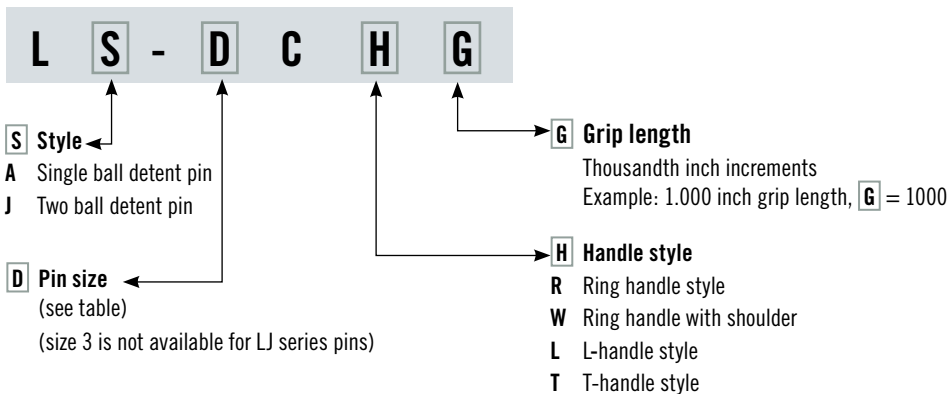 L S - D C H G
S Style
A Single ball detent pin
J Two ball detent pin
D Pin size
(see table)
(size 3 is not available for LJ series pins)
G Grip length
Thousandth inch increments
Example: 1.000 inch grip length, G = 1000
H Handle style
R Ring handle style
W Ring handle with shoulder
L L-handle style
T T-handle style